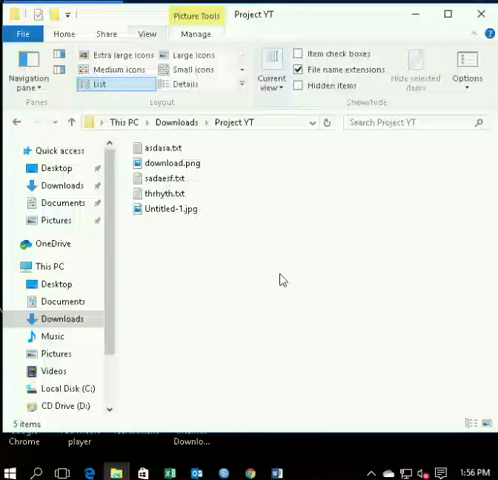 Picture Tools Project YT
File Home Share View Manage
Navigation pane
Panes
Extra large icons Large icons
Medium icons Small icons
List Details
Layout
Current view
Item check boxes
File name extensions
Hidden items
Hide selected items
Show/hide
Options
This PC Downloads Project YT
Search Project YT
Quick access
Desktop
Downloads
Documents
Pictures
OneDrive
This PC
Desktop
Documents
Downloads
Music
Pictures
Videos
Local Disk (C:)
CD Drive (D:)
asdasa.txt
download.png
sadaesf.txt
thrhyth.txt
Untitled-1.jpg
5 items
Chrome player Downlo...
1:56 PM